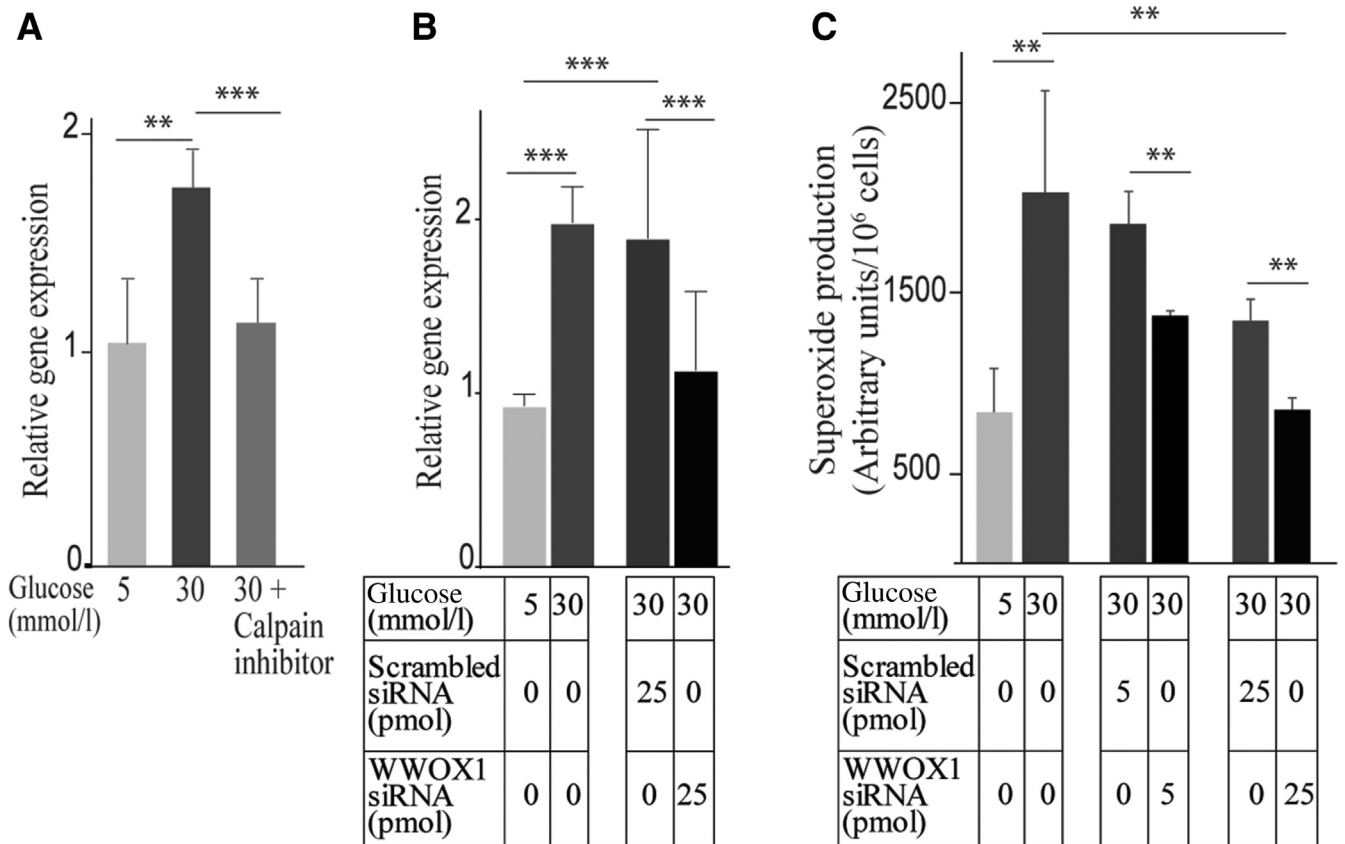 A
**
***
2
1
0
Relative gene expression
Glucose
(mmol/l)
5
30
30 +
Calpain
inhibitor
B
***
***
***
2
1
0
Relative gene expression
Glucose
(mmol/l)
5 30 30 30
Scrambled
siRNA
(pmol)
0 0 25 0
WWOX1
siRNA
(pmol)
0 0 0 25
C
**
**
**
**
2500
1500
500
Superoxide production
(Arbitrary units/10⁶ cells)
Glucose
(mmol/l)
5 30 30 30 30 30
Scrambled
siRNA
(pmol)
0 0 5 0 25 0
WWOX1
siRNA
(pmol)
0 0 0 5 0 25